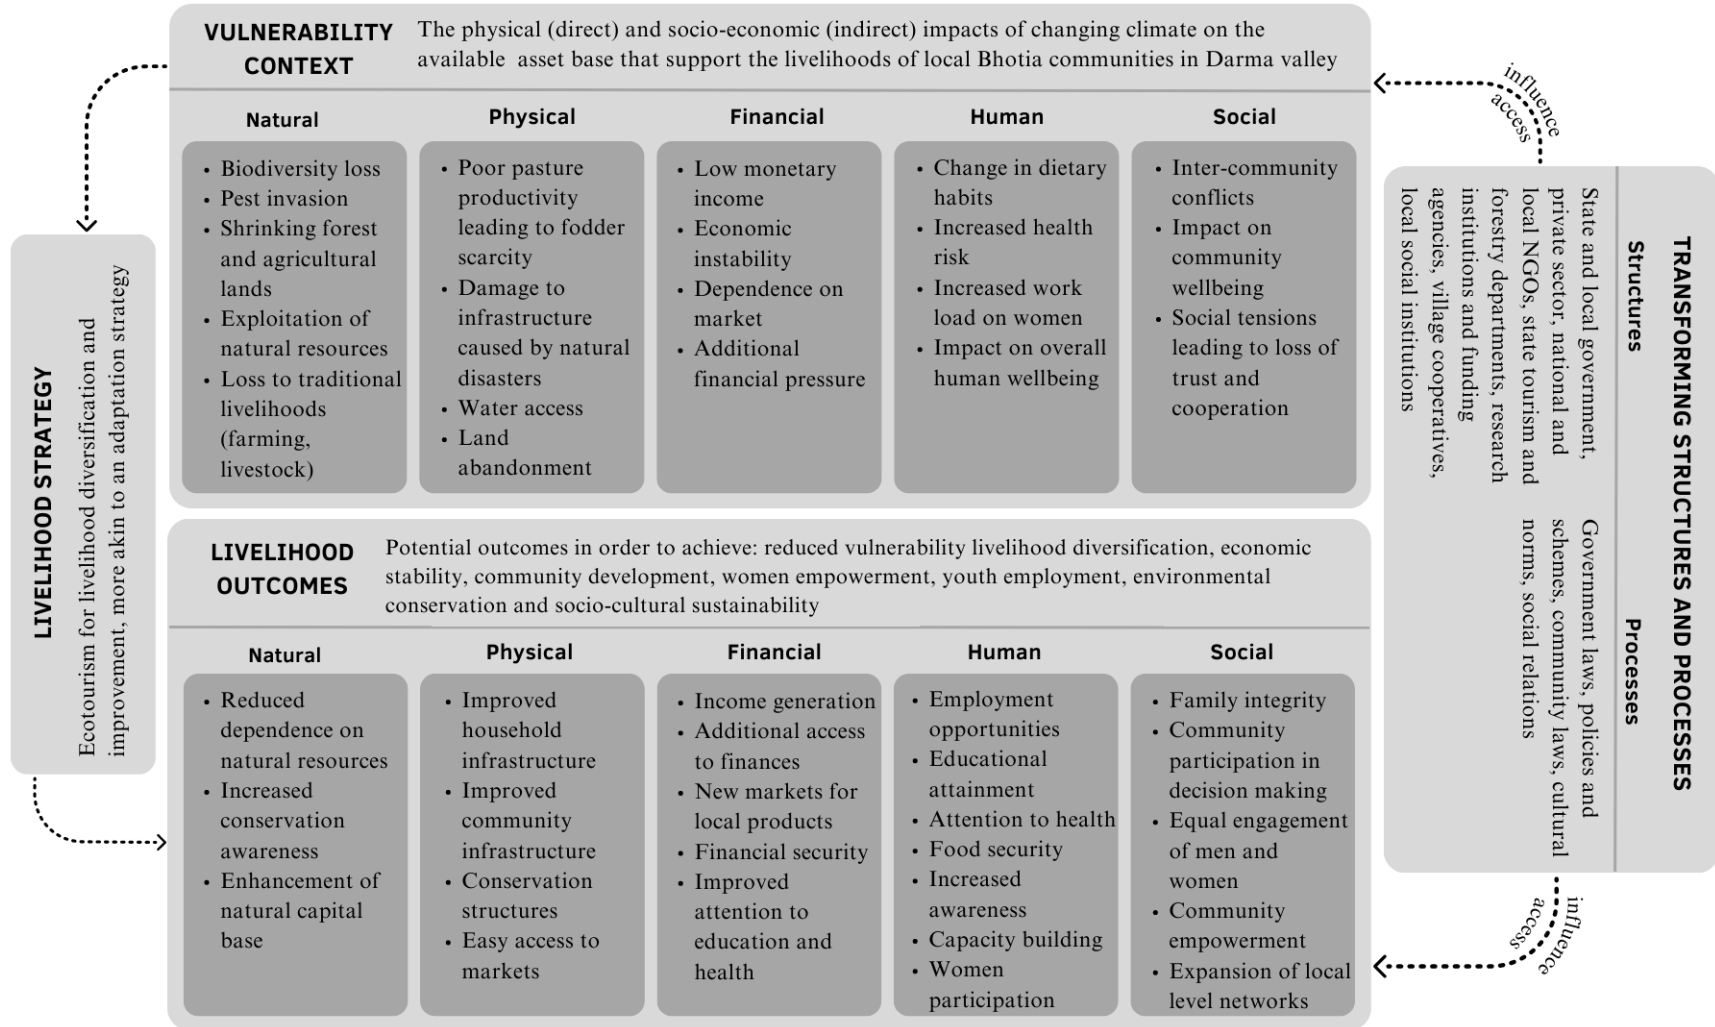 VULNERABILITY
CONTEXT
The physical (direct) and socio-economic (indirect) impacts of changing climate on the
available asset base that support the livelihoods of local Bhotia communities in Darma valley
Natural
• Biodiversity loss
• Pest invasion
• Shrinking forest
and agricultural
lands
• Exploitation of
natural resources
• Loss to traditional
livelihoods
(farming,
livestock)
Physical
• Poor pasture
productivity
leading to fodder
scarcity
• Damage to
infrastructure
caused by natural
disasters
• Water access
• Land
abandonment
Financial
• Low monetary
income
• Economic
instability
• Dependence on
market
• Additional
financial pressure
Human
• Change in dietary
habits
• Increased health
risk
• Increased work
load on women
• Impact on overall
human wellbeing
Social
• Inter-community
conflicts
• Impact on
community
wellbeing
• Social tensions
leading to loss of
trust and
cooperation
LIVELIHOOD STRATEGY
Ecotourism for livelihood diversification and
improvement, more akin to an adaptation strategy
LIVELIHOOD
OUTCOMES
Potential outcomes in order to achieve: reduced vulnerability livelihood diversification, economic
stability, community development, women empowerment, youth employment, environmental
conservation and socio-cultural sustainability
Natural
• Reduced
dependence on
natural resources
• Increased
conservation
awareness
• Enhancement of
natural capital
base
Physical
• Improved
household
infrastructure
• Improved
community
infrastructure
• Conservation
structures
• Easy access to
markets
Financial
• Income generation
• Additional access
to finances
• New markets for
local products
• Financial security
• Improved
attention to
education and
health
Human
• Employment
opportunities
• Educational
attainment
• Attention to health
• Food security
• Increased
awareness
• Capacity building
• Women
participation
Social
• Family integrity
• Community
participation in
decision making
• Equal engagement
of men and
women
• Community
empowerment
• Expansion of local
level networks
influence
access
TRANSFORMING STRUCTURES AND PROCESSES
Structures
State and local government,
private sector, national and
local NGOs, state tourism and
forestry departments, research
institutions and funding
agencies, village cooperatives,
local social institutions
Processes
Government laws, policies and
schemes, community laws, cultural
norms, social relations
influence
access